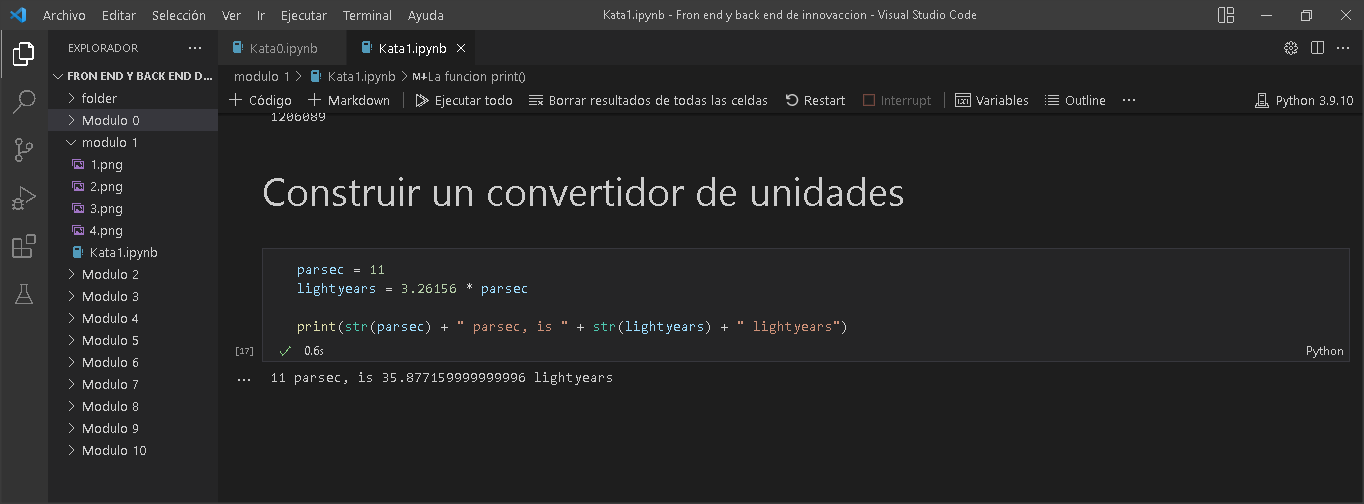 Archivo Editar Selección Ver Ir Ejecutar Terminal Ayuda Kata1.ipynb - Fron end y back end de innovaccion - Visual Studio Code
EXPLORADOR ··· Kata0.ipynb Kata1.ipynb
FRON END Y BACK END D...
folder
Modulo 0
modulo 1
1.png
2.png
3.png
4.png
Kata1.ipynb
Modulo 2
Modulo 3
Modulo 4
Modulo 5
Modulo 6
Modulo 7
Modulo 8
Modulo 9
Modulo 10
modulo 1 > Kata1.ipynb > M↓La funcion print()
+ Código + Markdown Ejecutar todo Borrar resultados de todas las celdas Restart Interrupt Variables Outline ··· Python 3.9.10
1206089
Construir un convertidor de unidades
parsec = 11
lightyears = 3.26156 * parsec
print(str(parsec) + " parsec, is " + str(lightyears) + " lightyears")
[17] ✓ 0.6s Python
... 11 parsec, is 35.877159999999996 lightyears